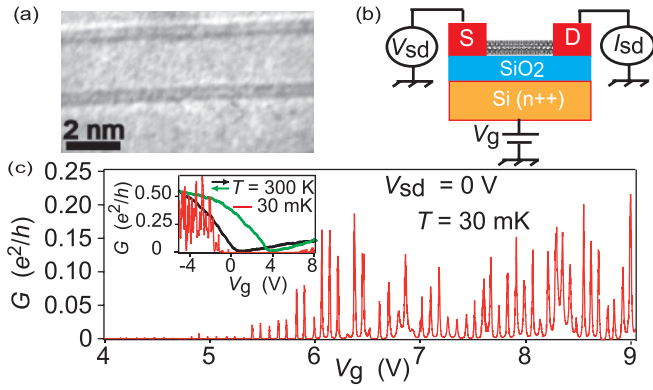 (a)
2 nm
(b)
S
D
Vsd
Isd
SiO2
Si (n++)
Vg
(c)
G (e²/h)
0.25
0.20
0.15
0.10
0.05
0
4
5
6
7
8
9
Vg (V)
Vsd = 0 V
T = 30 mK
G (e²/h)
0.50
0.25
0
-4
0
4
8
Vg (V)
T = 300 K
30 mK